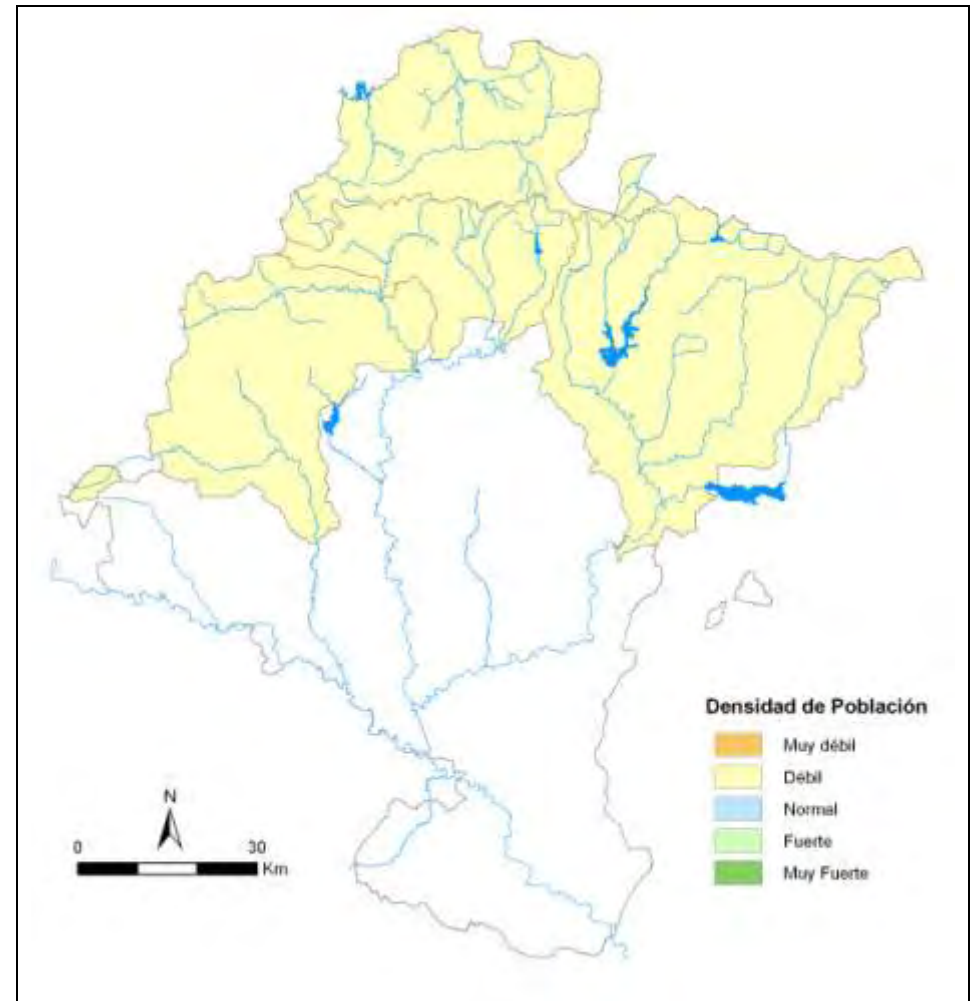 Densidad de Población
Muy débil
Débil
Normal
Fuerte
Muy Fuerte
N
0 30
Km